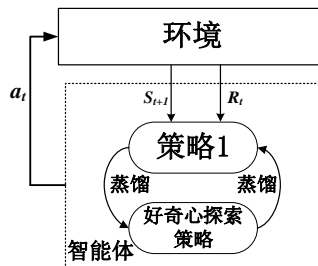 环境
a_t
S_{t+1} R_t
策略1
蒸馏 蒸馏
好奇心探索
策略
智能体